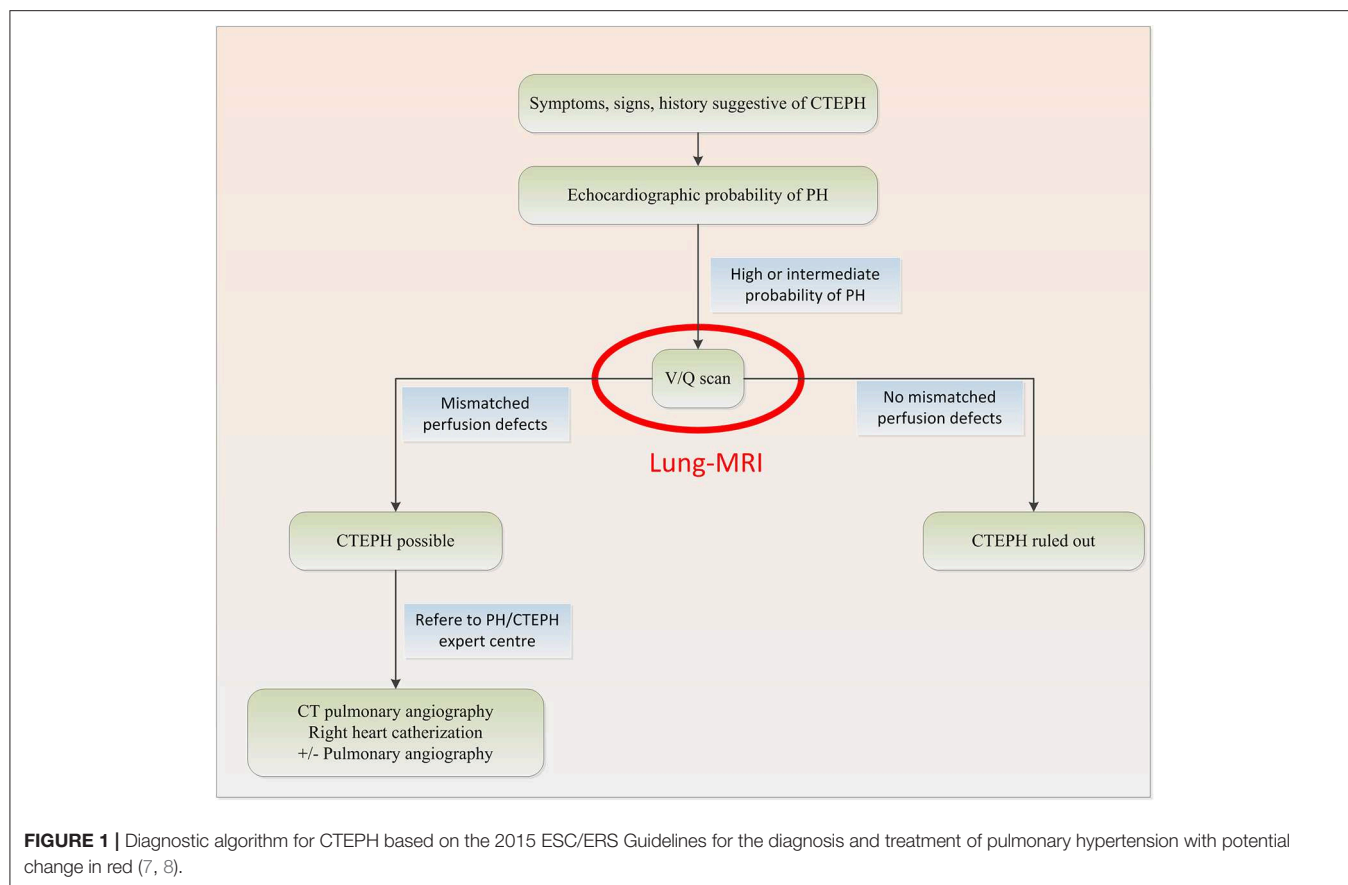 Symptoms, signs, history suggestive of CTEPH
Echocardiographic probability of PH
High or intermediate
probability of PH
V/Q scan
Mismatched
perfusion defects
No mismatched
perfusion defects
Lung-MRI
CTEPH possible
CTEPH ruled out
Refere to PH/CTEPH
expert centre
CT pulmonary angiography
Right heart catherization
+/- Pulmonary angiography
FIGURE 1 | Diagnostic algorithm for CTEPH based on the 2015 ESC/ERS Guidelines for the diagnosis and treatment of pulmonary hypertension with potential
change in red (7, 8).